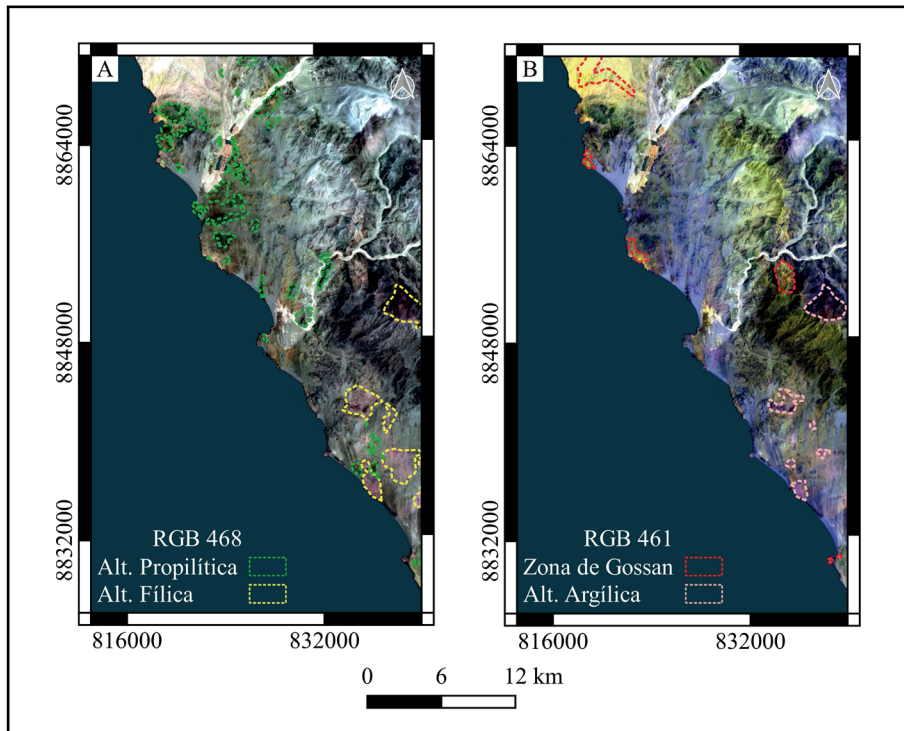 A
B
8864000
8848000
8832000
8864000
8848000
8832000
RGB 468
Alt. Propilítica
Alt. Fílica
RGB 461
Zona de Gossan
Alt. Argílica
816000
832000
816000
832000
0
6
12 km